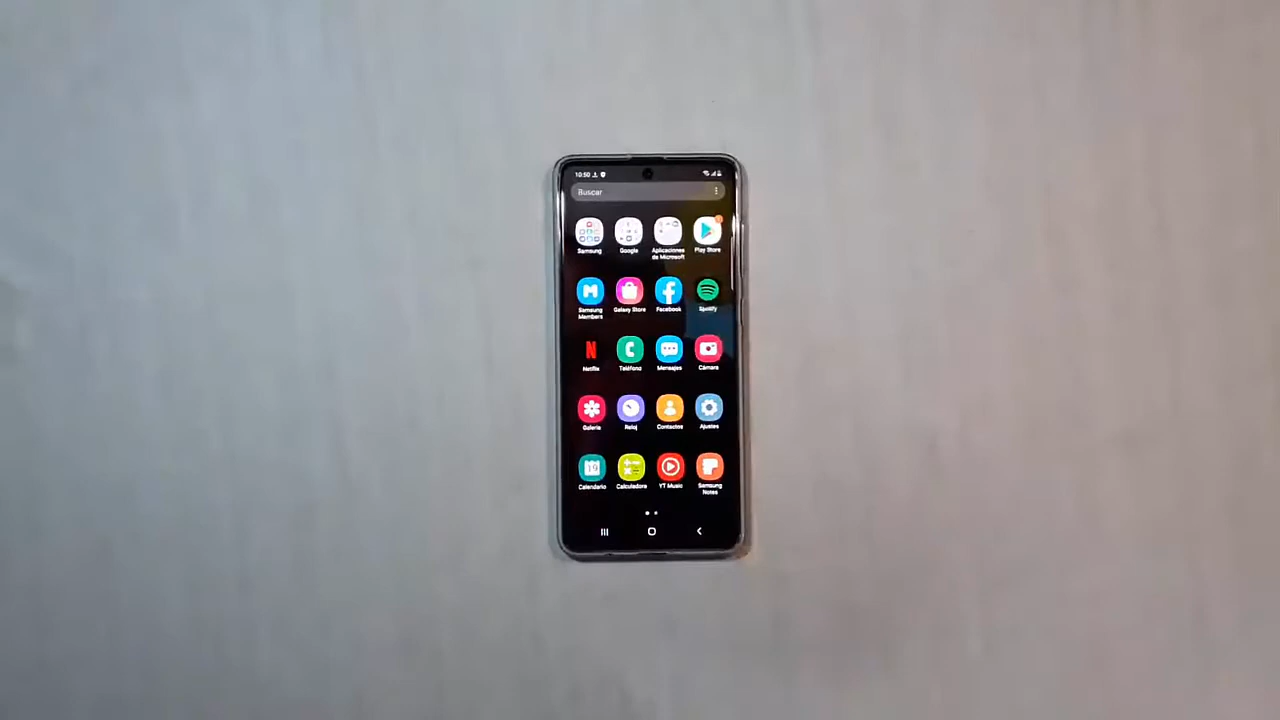 10:50
Buscar
Samsung
Google
Aplicaciones
de Microsoft
Play Store
Samsung
Members
Galaxy Store
Facebook
Spotify
Netflix
Teléfono
Mensajes
Cámara
Galería
Reloj
Contactos
Ajustes
19
Calendario
Calculadora
YT Music
Samsung
Notes